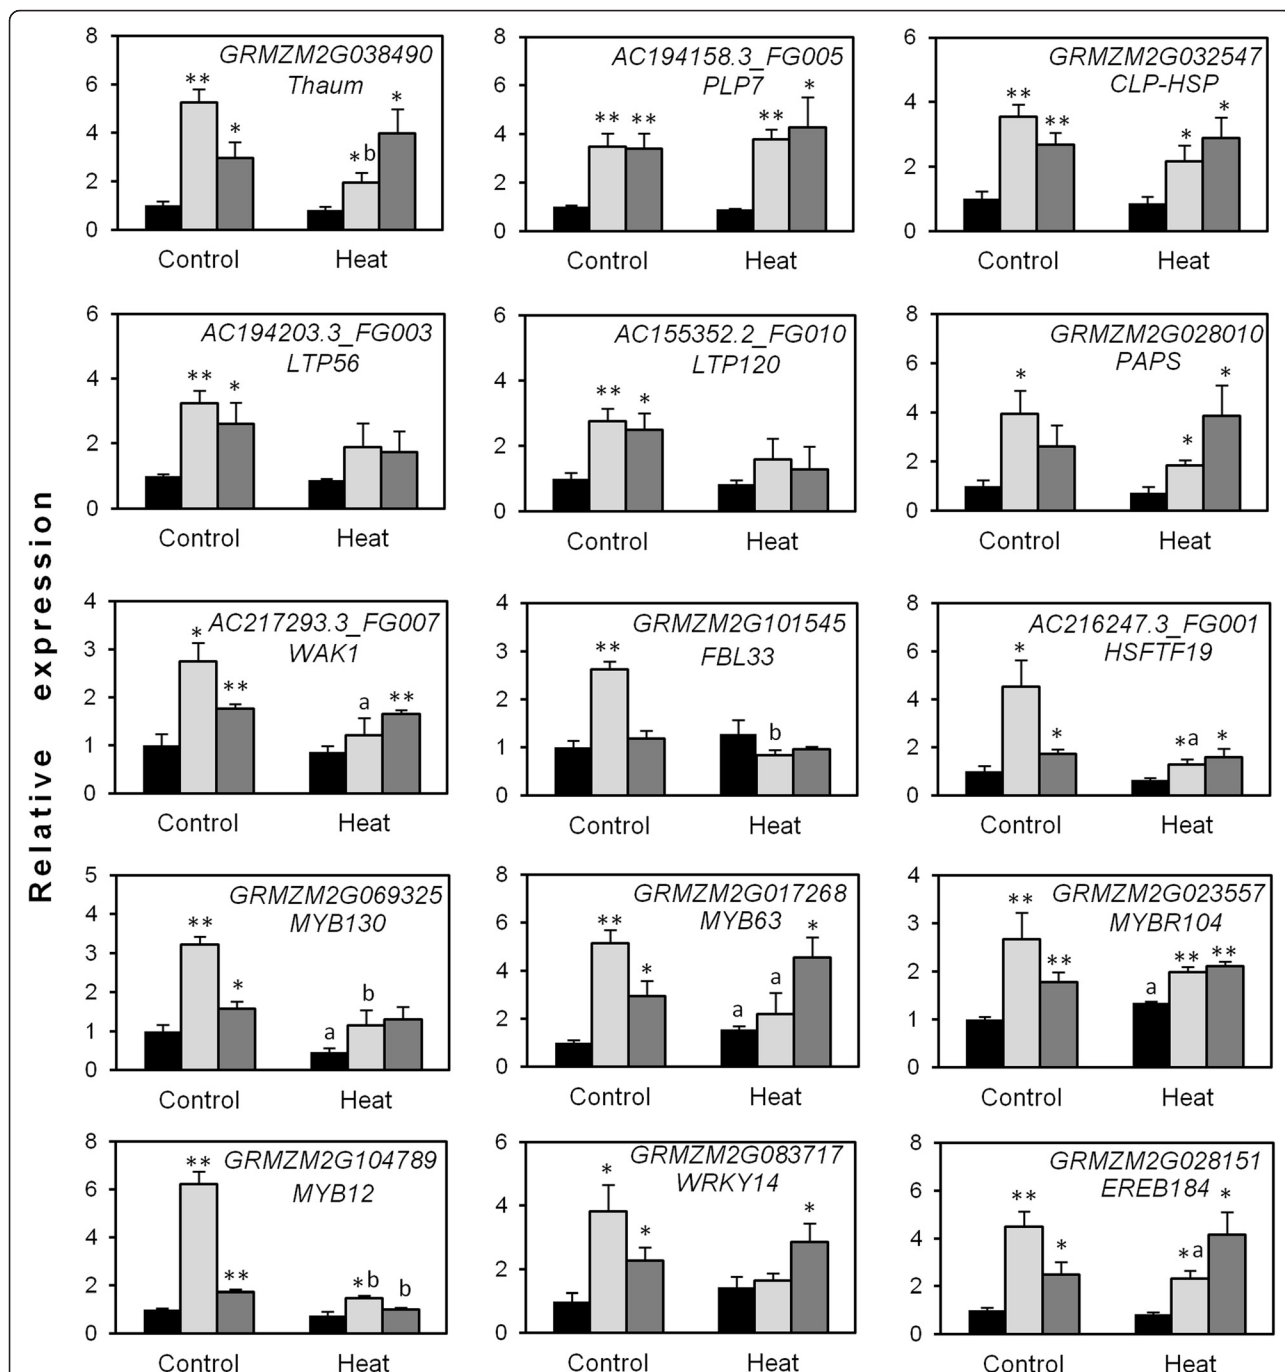 Relative expression
GRMZM2G038490
Thaum
8
6
4
2
0
**
*
*b
*
Control Heat
AC194158.3_FG005
PLP7
8
6
4
2
0
**
**
**
*
Control Heat
GRMZM2G032547
CLP-HSP
6
4
2
0
**
**
*
*
Control Heat
AC194203.3_FG003
LTP56
6
4
2
0
**
*
Control Heat
AC155352.2_FG010
LTP120
6
4
2
0
**
*
Control Heat
GRMZM2G028010
PAPS
8
6
4
2
0
*
*
*
Control Heat
AC217293.3_FG007
WAK1
4
3
2
1
0
*
**
a
**
Control Heat
GRMZM2G101545
FBL33
4
3
2
1
0
**
b
Control Heat
AC216247.3_FG001
HSFTF19
8
6
4
2
0
*
*
*a
*
Control Heat
GRMZM2G069325
MYB130
5
4
3
2
1
0
**
*
a
b
Control Heat
GRMZM2G017268
MYB63
8
6
4
2
0
**
*
a
a
*
Control Heat
GRMZM2G023557
MYBR104
4
3
2
1
0
**
**
a
**
**
Control Heat
GRMZM2G104789
MYB12
8
6
4
2
0
**
**
*b
b
Control Heat
GRMZM2G083717
WRKY14
6
4
2
0
*
*
*
Control Heat
GRMZM2G028151
EREB184
8
6
4
2
0
**
*
*a
*
Control Heat